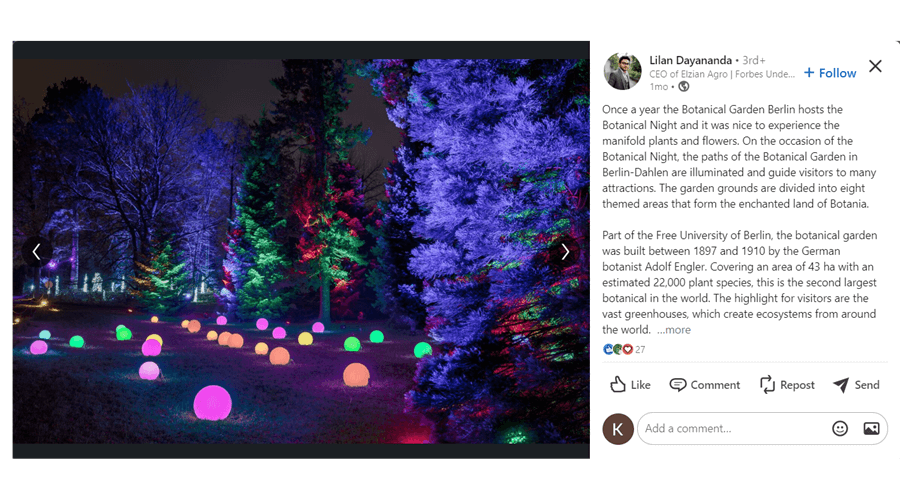 Lilan Dayananda • 3rd+
CEO of Elzian Agro | Forbes Unde...
1mo •
+ Follow
Once a year the Botanical Garden Berlin hosts the
Botanical Night and it was nice to experience the
manifold plants and flowers. On the occasion of the
Botanical Night, the paths of the Botanical Garden in
Berlin-Dahlen are illuminated and guide visitors to many
attractions. The garden grounds are divided into eight
themed areas that form the enchanted land of Botania.
Part of the Free University of Berlin, the botanical garden
was built between 1897 and 1910 by the German
botanist Adolf Engler. Covering an area of 43 ha with an
estimated 22,000 plant species, this is the second largest
botanical in the world. The highlight for visitors are the
vast greenhouses, which create ecosystems from around
the world. ...more
27
Like Comment Repost Send
K Add a comment...